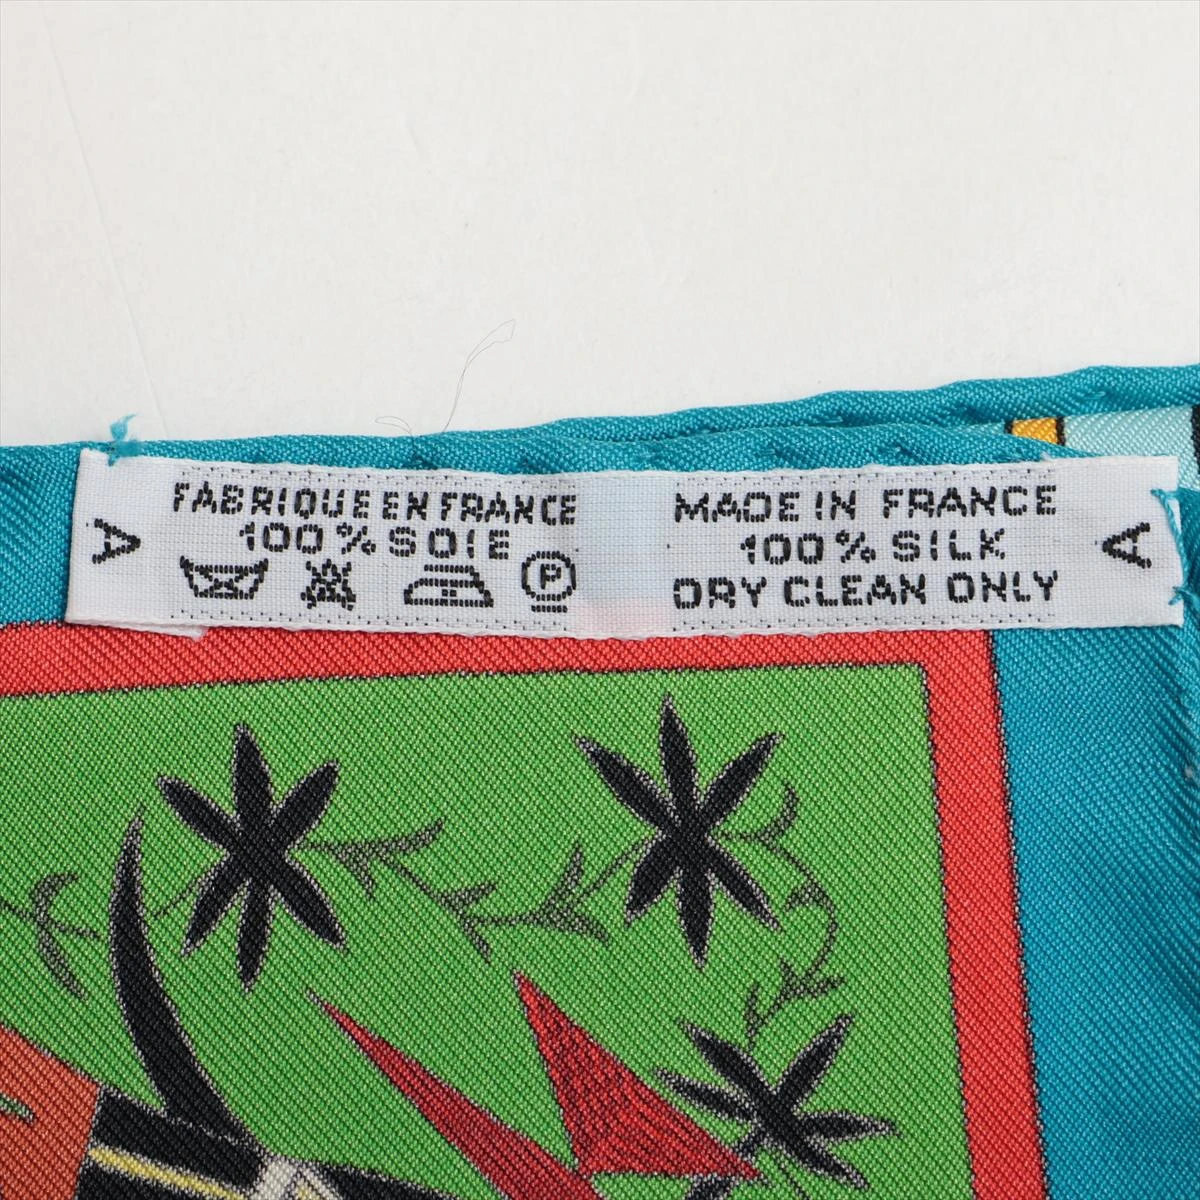 A
FABRIQUE EN FRANCE
100% SOIE
P
MADE IN FRANCE
100% SILK
DRY CLEAN ONLY
A